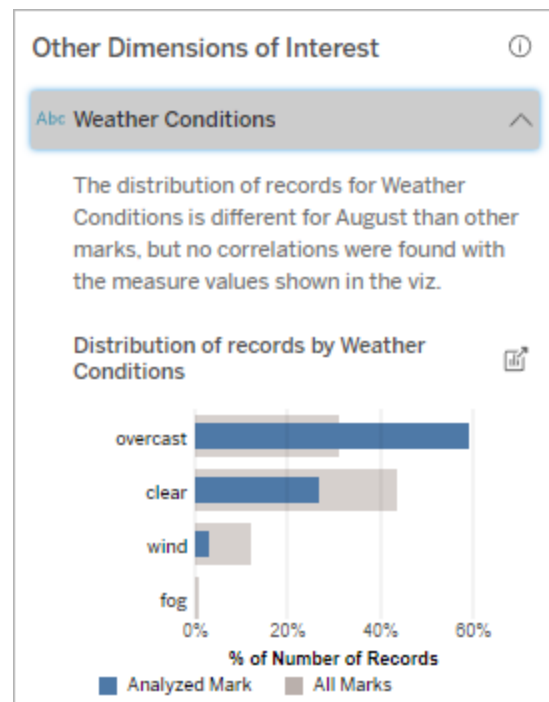 Other Dimensions of Interest
Abc Weather Conditions
The distribution of records for Weather
Conditions is different for August than other
marks, but no correlations were found with
the measure values shown in the viz.
Distribution of records by Weather
Conditions
overcast
clear
wind
fog
0% 20% 40% 60%
% of Number of Records
Analyzed Mark All Marks